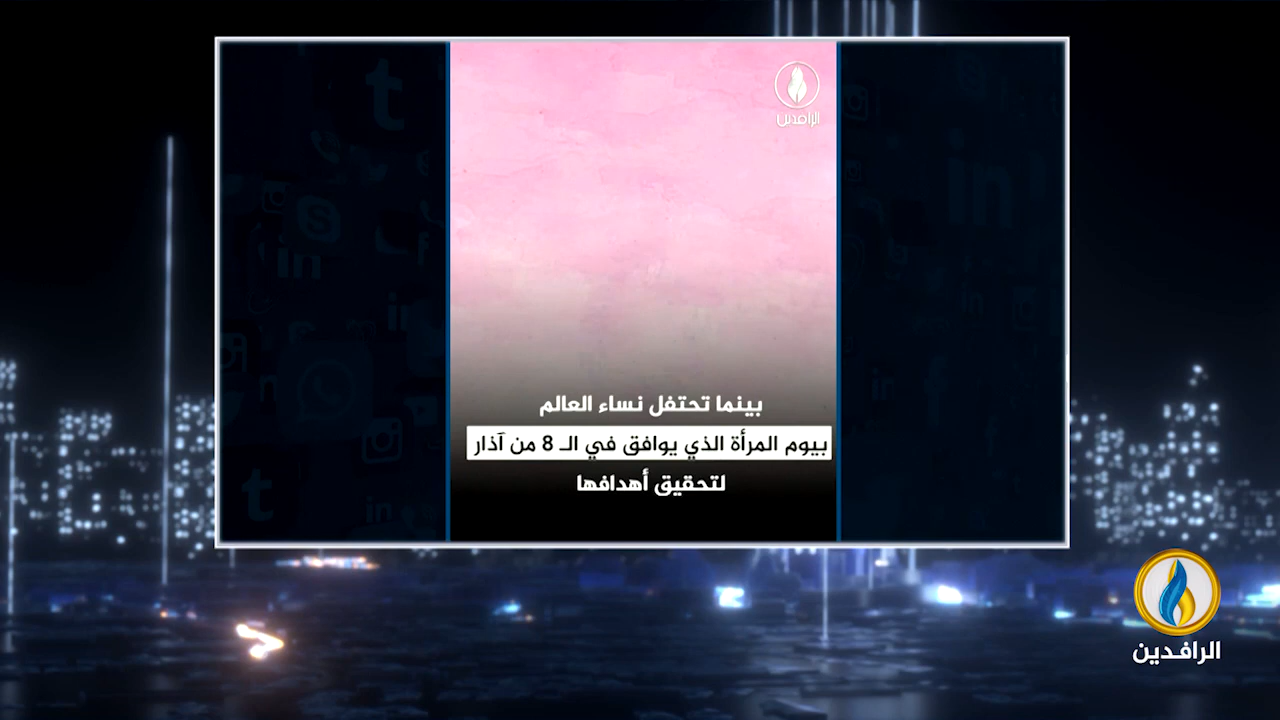 الرافدين
بينما تحتفل نساء العالم
بيوم المرأة الذي يوافق في الـ 8 من آذار
لتحقيق أهدافها
الرافدين